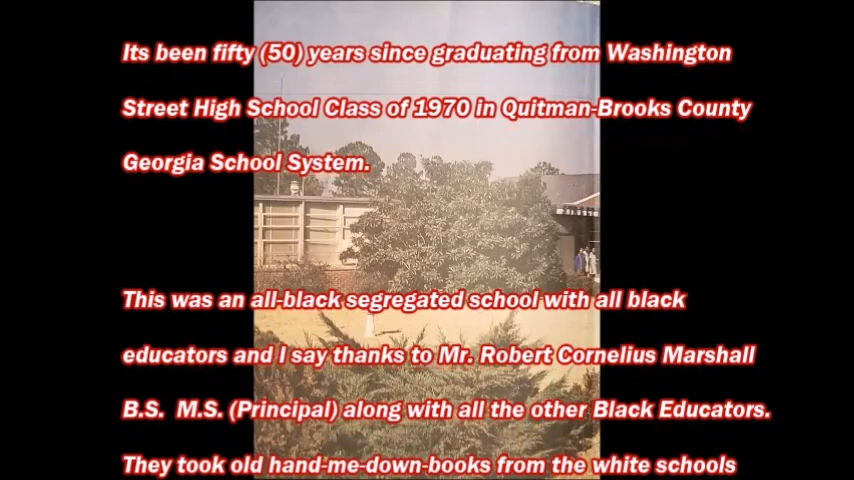 Its been fifty (50) years since graduating from Washington
Street High School Class of 1970 in Quitman-Brooks County
Georgia School System.
This was an all-black segregated school with all black
educators and I say thanks to Mr. Robert Cornelius Marshall
B.S. M.S. (Principal) along with all the other Black Educators.
They took old hand-me-down-books from the white schools